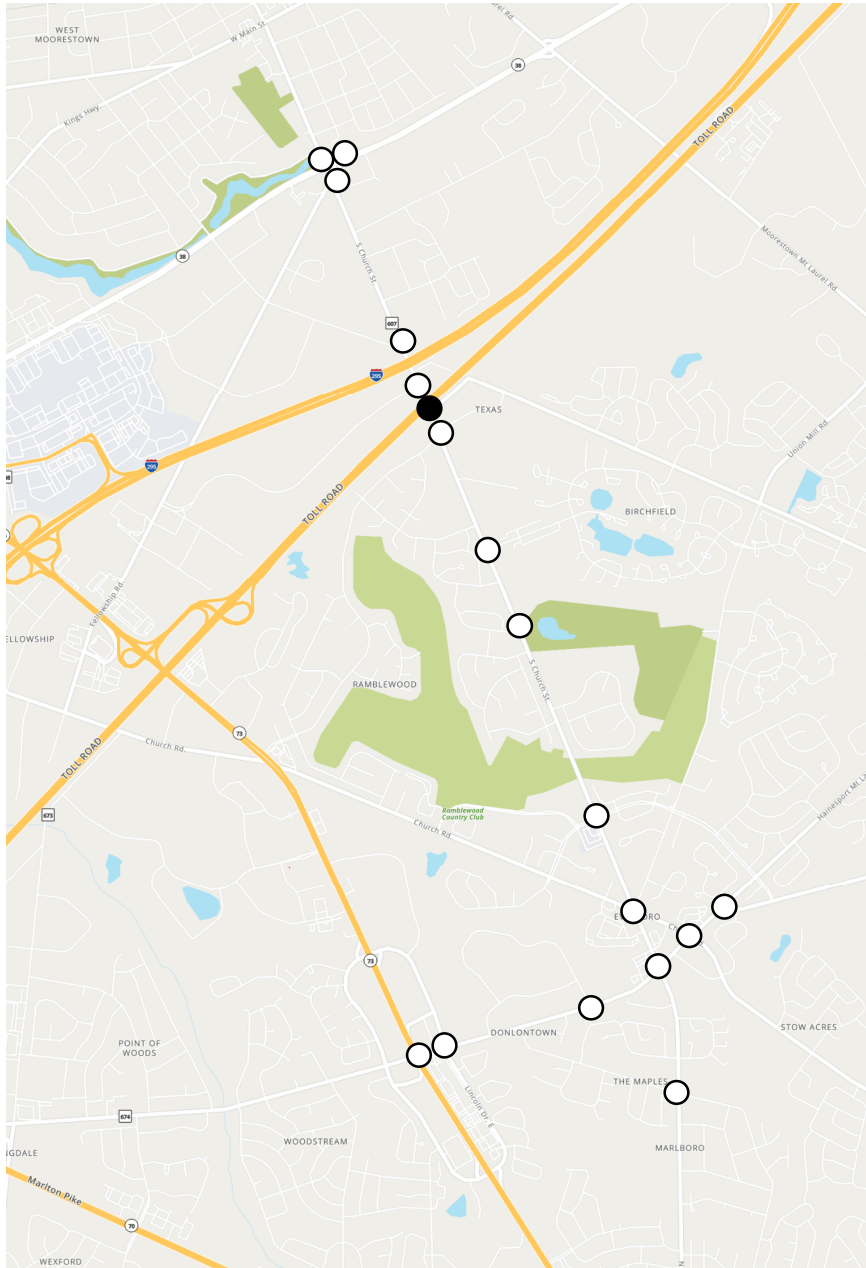 WEST
MOORESTOWN
W Main St.
Kings Hwy.
38
TOLL ROAD
Moorestown Mt Laurel Rd.
38
S Church St.
607
295
TEXAS
Union Mill Rd.
295
TOLL ROAD
BIRCHFIELD
Fellowship Rd.
ELLOWSHIP
S Church St.
RAMBLEWOOD
73
Church Rd.
TOLL ROAD
Hainesport Mt La
673
Ramblewood
Country Club
Church Rd.
73
DONLONTOWN
STOW ACRES
POINT OF
WOODS
THE MAPLES
Lincoln Dr. E
674
WOODSTREAM
MARLBORO
NGDALE
Marlton Pike
70
WEXFORD
N